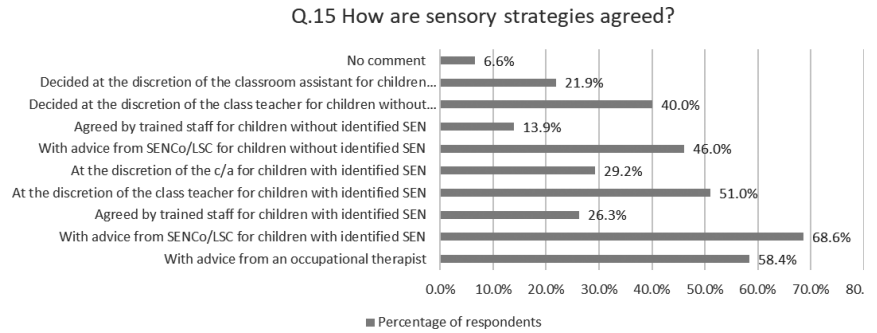 Q.15 How are sensory strategies agreed?
No comment 6.6%
Decided at the discretion of the classroom assistant for children... 21.9%
Decided at the discretion of the class teacher for children without... 40.0%
Agreed by trained staff for children without identified SEN 13.9%
With advice from SENCo/LSC for children without identified SEN 46.0%
At the discretion of the c/a for children with identified SEN 29.2%
At the discretion of the class teacher for children with identified SEN 51.0%
Agreed by trained staff for children with identified SEN 26.3%
With advice from SENCo/LSC for children with identified SEN 68.6%
With advice from an occupational therapist 58.4%
0.0% 10.0% 20.0% 30.0% 40.0% 50.0% 60.0% 70.0% 80.
Percentage of respondents